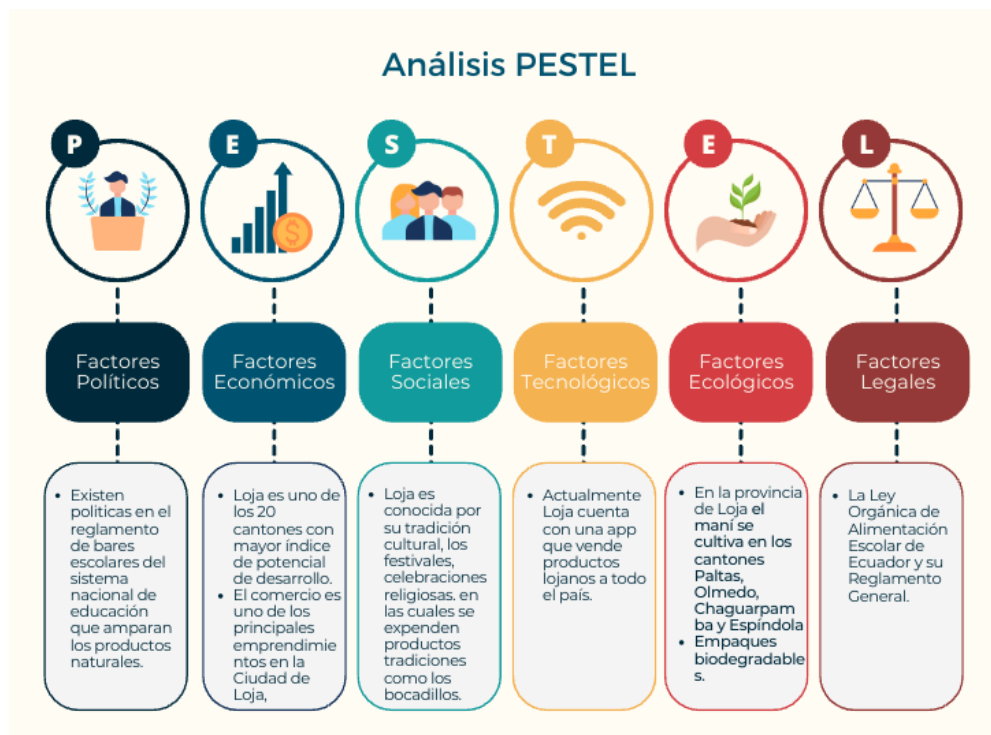 Análisis PESTEL
P
E
S
T
E
L
$
Factores
Políticos
Factores
Económicos
Factores
Sociales
Factores
Tecnológicos
Factores
Ecológicos
Factores
Legales
• Existen
politicas en el
reglamento
de bares
escolares del
sistema
nacional de
educación
que amparan
los productos
naturales.
• Loja es uno de
los 20
cantones con
mayor índice
de potencial
de desarrollo.
• El comercio es
uno de los
principales
emprendimie
ntos en la
Ciudad de
Loja,
• Loja es
conocida por
su tradición
cultural, los
festivales,
celebraciones
religiosas. en
las cuales se
expenden
productos
tradiciones
como los
bocadillos.
• Actualmente
Loja cuenta
con una app
que vende
productos
lojanos a todo
el país.
• En la provincia
de Loja el
maní se
cultiva en los
cantones
Paltas,
Olmedo,
Chaguarpam
ba y Espíndola
• Empaques
biodegradable
s.
• La Ley
Orgánica de
Alimentación
Escolar de
Ecuador y su
Reglamento
General.